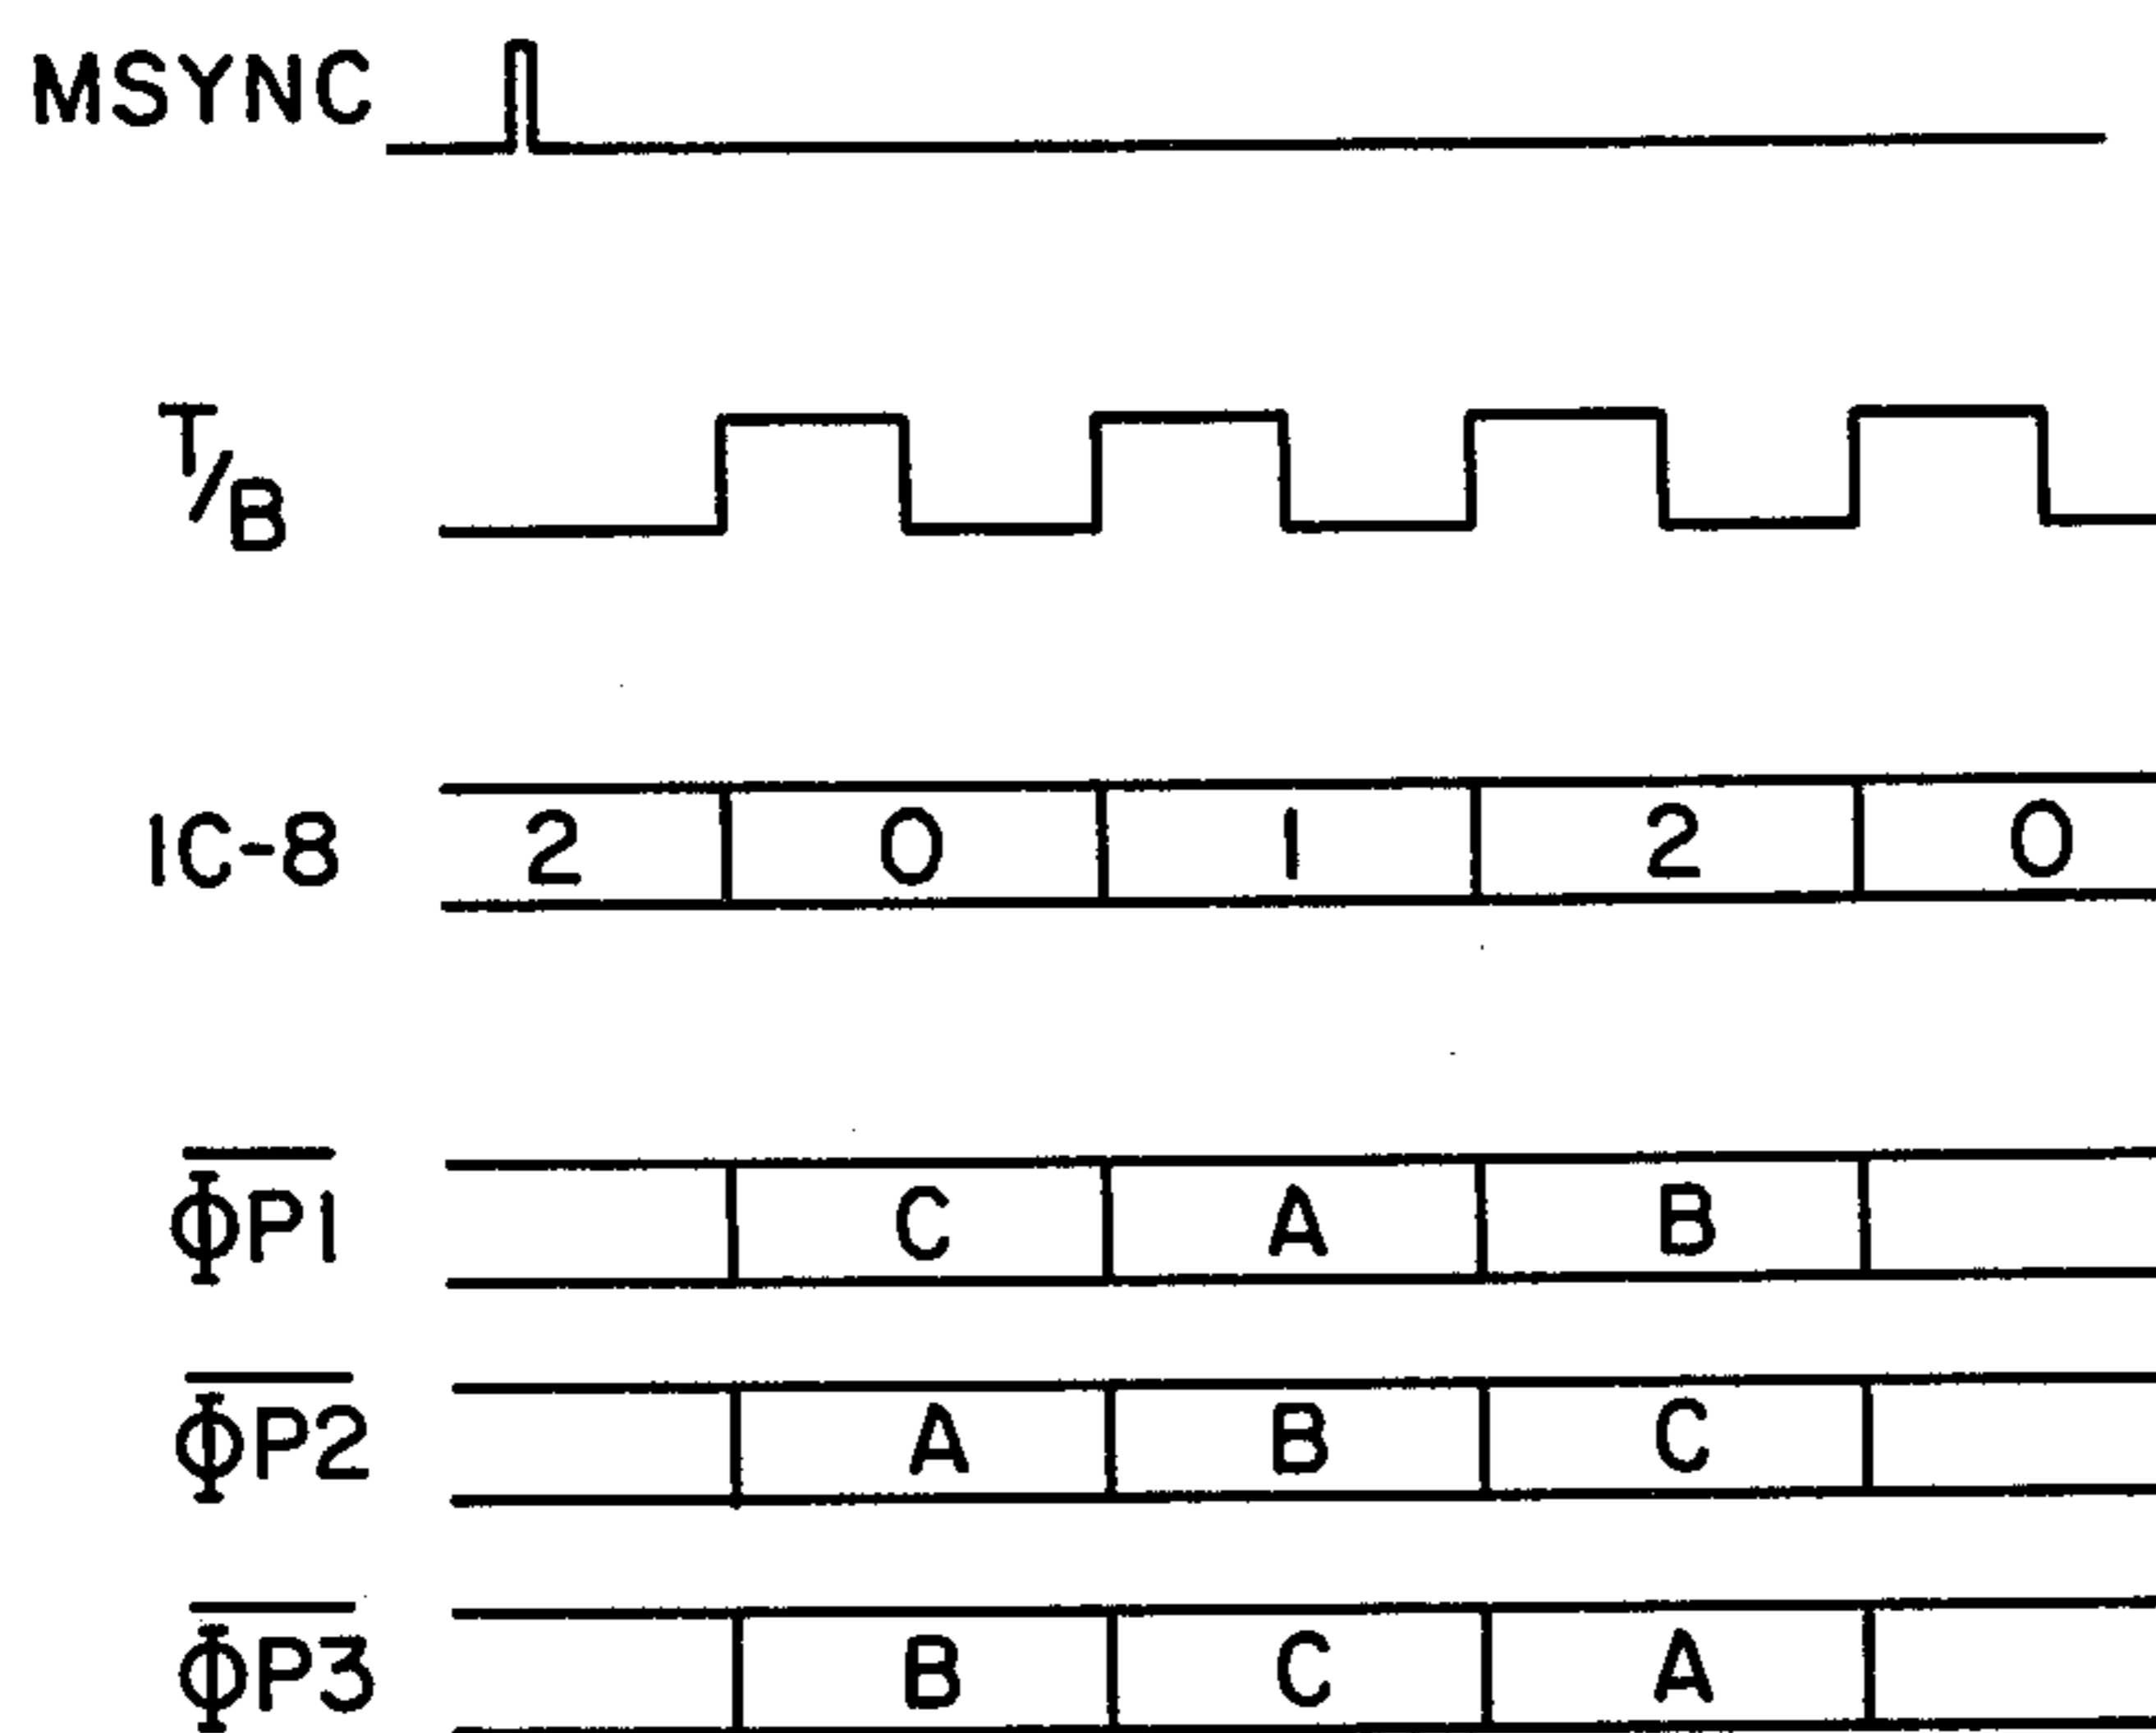 MSYNC
T/B
IC-8 2 0 1 2 0
ΦP1 C A B
ΦP2 A B C
ΦP3 B C A